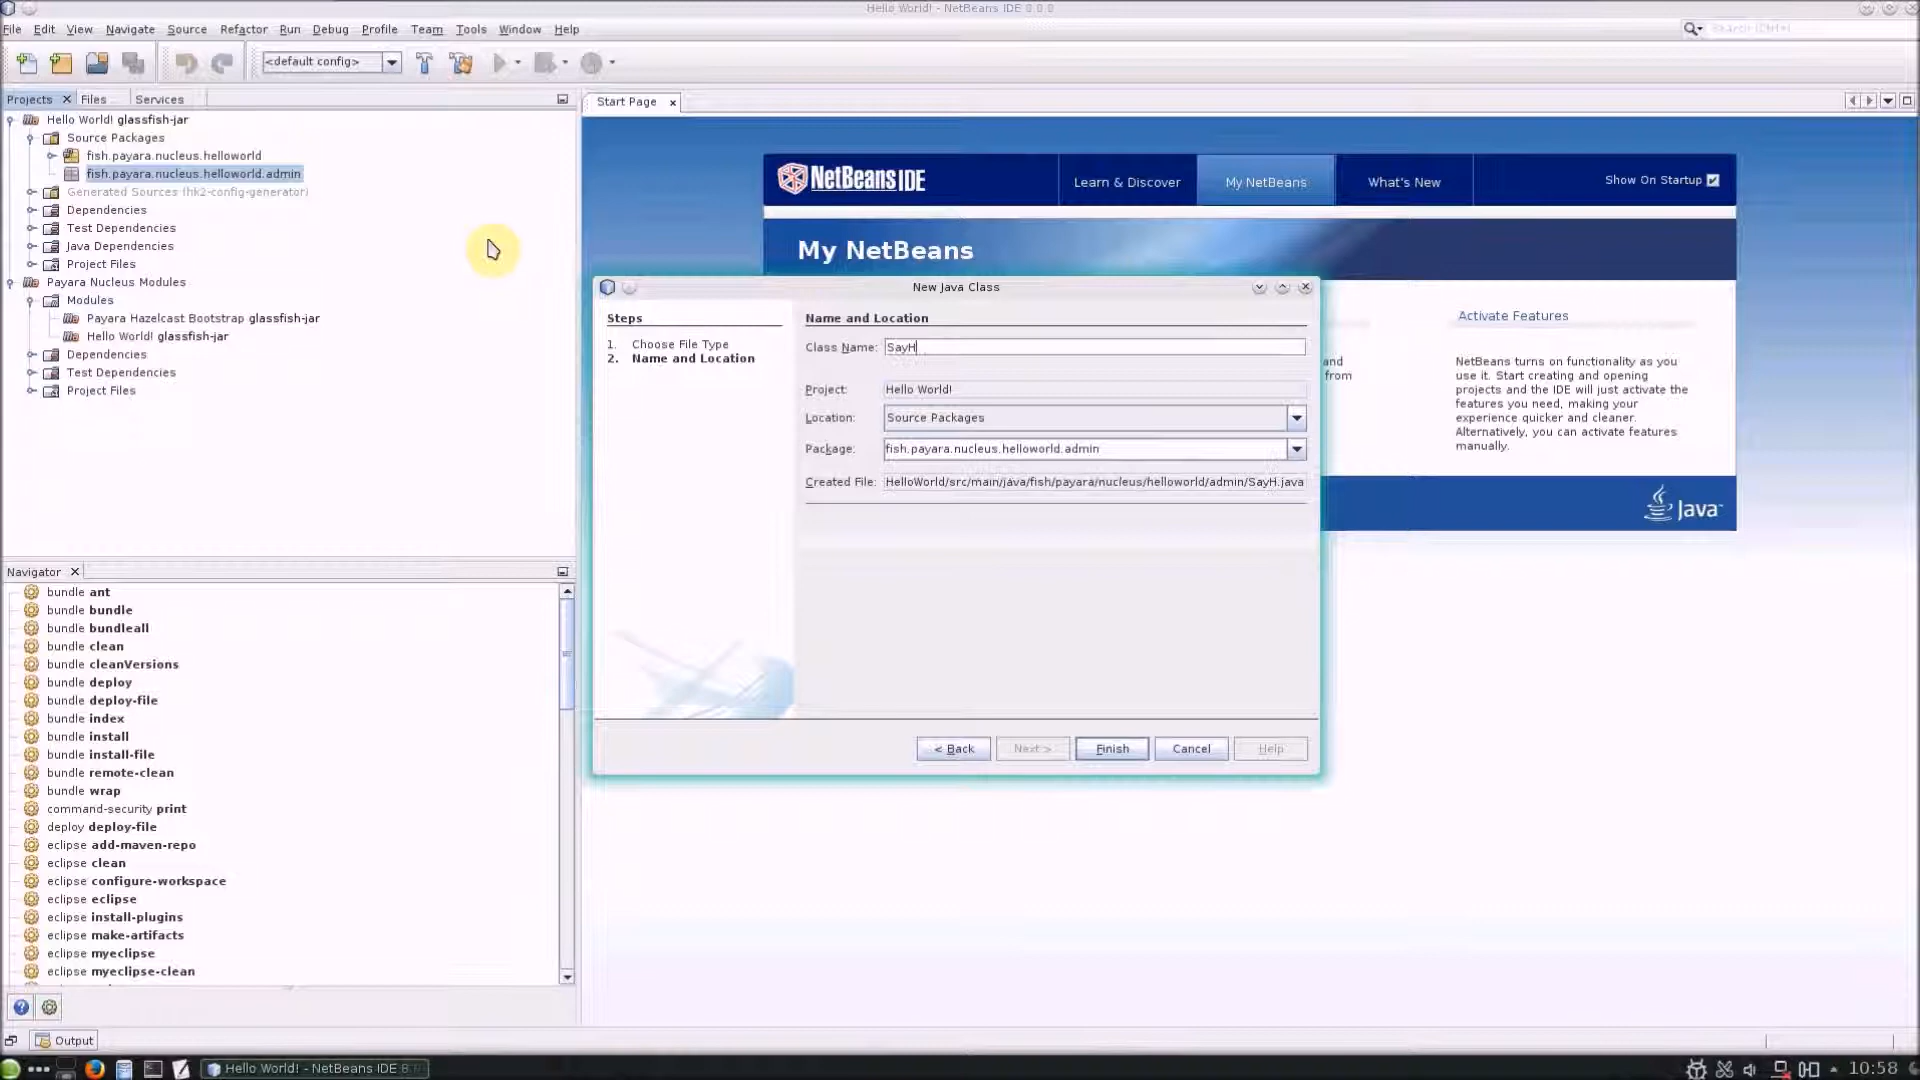 Hello World! - NetBeans IDE
File Edit View Navigate Source Refactor Run Debug Profile Team Tools Window Help
Search (Ctrl+I)
<default config>
Projects Files Services
Start Page
Hello World! glassfish-jar
Source Packages
fish.payara.nucleus.helloworld
fish.payara.nucleus.helloworld.admin
Generated Sources (hk2-config-generator)
Dependencies
Test Dependencies
Java Dependencies
Project Files
Payara Nucleus Modules
Modules
Payara Hazelcast Bootstrap glassfish-jar
Hello World! glassfish-jar
Dependencies
Test Dependencies
Project Files
NetBeans IDE
Learn & Discover
My NetBeans
What's New
Show On Startup
My NetBeans
Activate Features
and
from
NetBeans turns on functionality as you
use it. Start creating and opening
projects and the IDE will just activate the
features you need, making your
experience quicker and cleaner.
Alternatively, you can activate features
manually.
Java
New Java Class
Steps
1. Choose File Type
2. Name and Location
Name and Location
Class Name: SayH
Project: Hello World!
Location: Source Packages
Package: fish.payara.nucleus.helloworld.admin
Created File: HelloWorld/src/main/java/fish/payara/nucleus/helloworld/admin/SayH.java
< Back Next > Finish Cancel Help
Navigator
bundle ant
bundle bundle
bundle bundleall
bundle clean
bundle cleanVersions
bundle deploy
bundle deploy-file
bundle index
bundle install
bundle install-file
bundle remote-clean
bundle wrap
command-security print
deploy deploy-file
eclipse add-maven-repo
eclipse clean
eclipse configure-workspace
eclipse eclipse
eclipse install-plugins
eclipse make-artifacts
eclipse myeclipse
eclipse myeclipse-clean
Output
Hello World! - NetBeans IDE 8
10:58